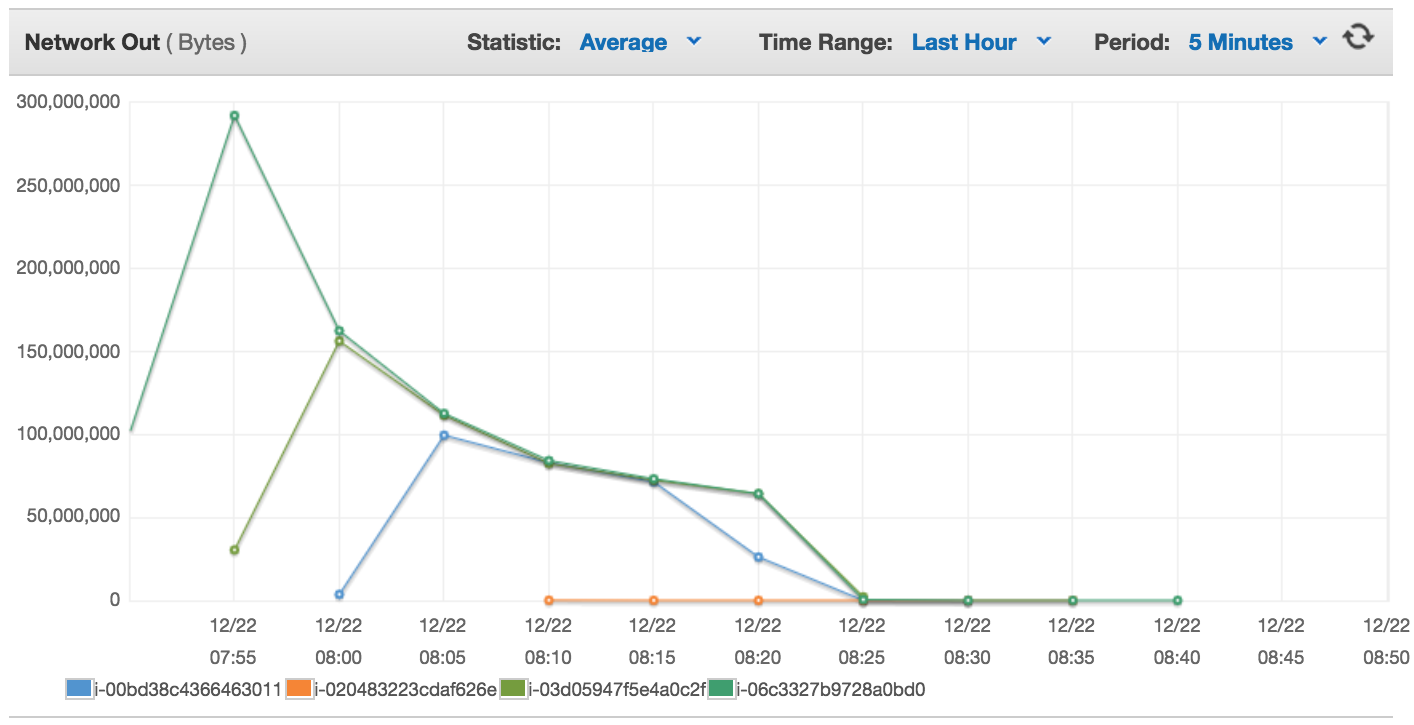 Network Out ( Bytes ) Statistic: Average Time Range: Last Hour Period: 5 Minutes
300,000,000
250,000,000
200,000,000
150,000,000
100,000,000
50,000,000
0
12/22 12/22 12/22 12/22 12/22 12/22 12/22 12/22 12/22 12/22 12/22 12/22
07:55 08:00 08:05 08:10 08:15 08:20 08:25 08:30 08:35 08:40 08:45 08:50
i-00bd38c4366463011 i-020483223cdaf626e i-03d05947f5e4a0c2f i-06c3327b9728a0bd0